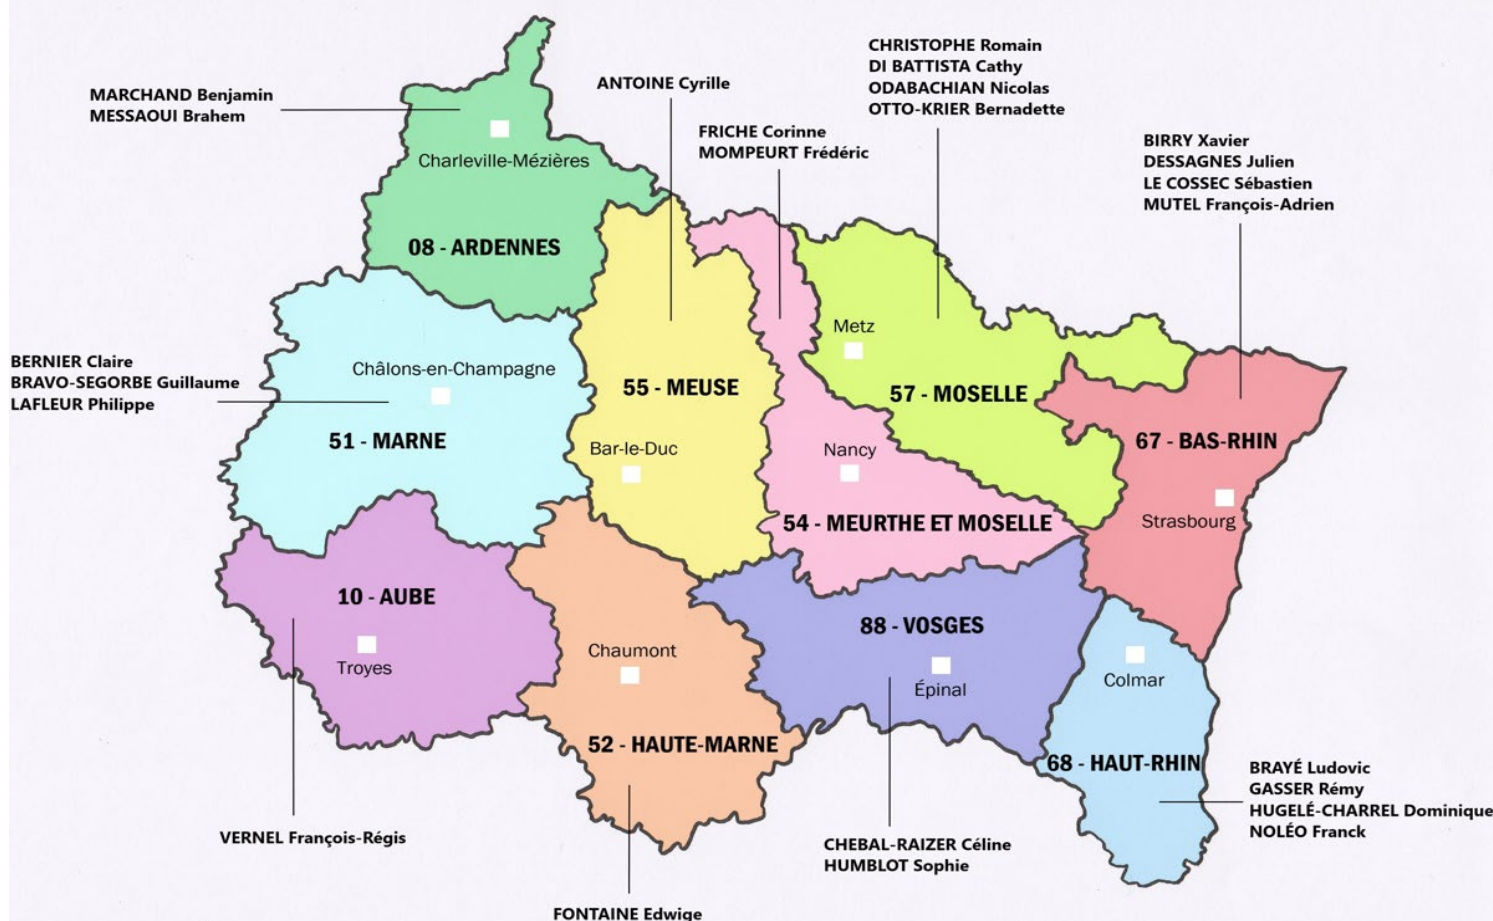 CHRISTOPHE Romain
DI BATTISTA Cathy
ODABACHIAN Nicolas
OTTO-KRIER Bernadette
ANTOINE Cyrille
MARCHAND Benjamin
MESSAOUI Brahem
FRICHE Corinne
MOMPEURT Frédéric
BIRRY Xavier
DESSAGNES Julien
LE COSSEC Sébastien
MUTEL François-Adrien
Charleville-Mézières
08 - ARDENNES
Metz
BERNIER Claire
BRAVO-SEGORBE Guillaume
LAFLEUR Philippe
Châlons-en-Champagne
55 - MEUSE
57 - MOSELLE
51 - MARNE
67 - BAS-RHIN
Bar-le-Duc
Nancy
54 - MEURTHE ET MOSELLE
Strasbourg
10 - AUBE
88 - VOSGES
Troyes
Chaumont
Épinal
Colmar
52 - HAUTE-MARNE
68 - HAUT-RHIN
BRAYÉ Ludovic
GASSER Rémy
HUGELÉ-CHARREL Dominique
NOLÉO Franck
VERNEL François-Régis
CHEBAL-RAIZER Céline
HUMBLOT Sophie
FONTAINE Edwige